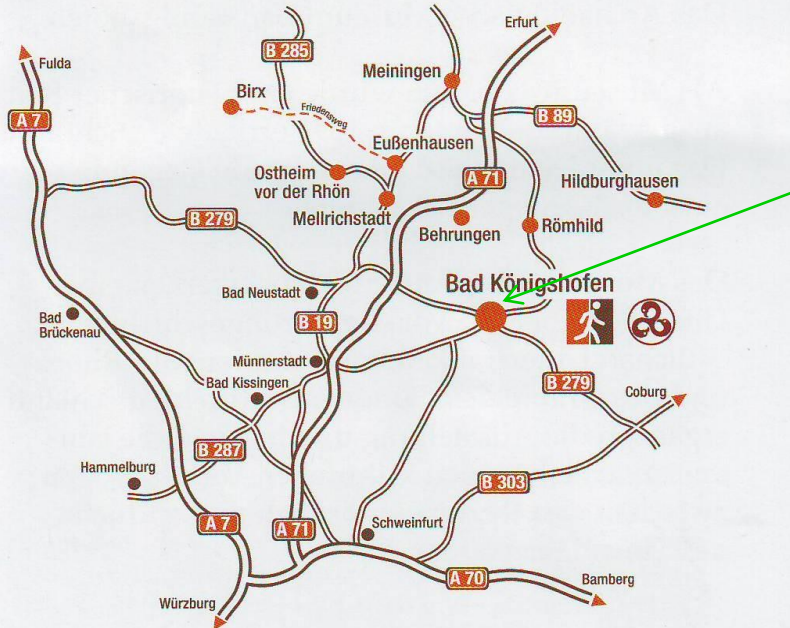 Erfurt
Fulda
B 285
Meiningen
Birx
Friedensweg
A 7
B 89
Eußenhausen
Ostheim
vor der Rhön
A 71
Hildburghausen
Mellrichstadt
B 279
Behrungen
Römhild
Bad Königshofen
Bad Neustadt
Bad
Brückenau
B 19
Münnerstadt
Bad Kissingen
B 279
Coburg
B 287
Hammelburg
B 303
A 7
A 71
Schweinfurt
A 70
Bamberg
Würzburg